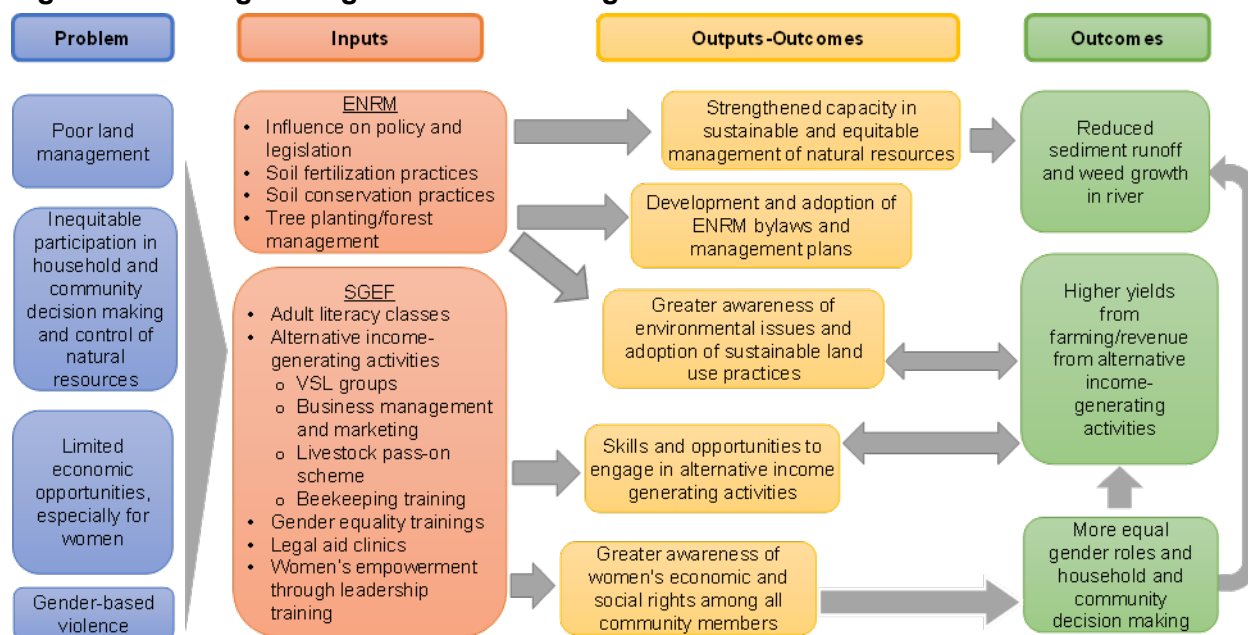 Problem
Inputs
Outputs-Outcomes
Outcomes
Poor land
management
Inequitable
participation in
household and
community
decision making
and control of
natural
resources
Limited
economic
opportunities,
especially for
women
Gender-based
violence
ENRM
• Influence on policy and
legislation
• Soil fertilization practices
• Soil conservation practices
• Tree planting/forest
management
SGEF
• Adult literacy classes
• Alternative income-
generating activities
o VSL groups
o Business management
and marketing
o Livestock pass-on
scheme
o Beekeeping training
• Gender equality trainings
• Legal aid clinics
• Women's empowerment
through leadership
training
Strengthened capacity in
sustainable and equitable
management of natural resources
Development and adoption of
ENRM bylaws and
management plans
Greater awareness of
environmental issues and
adoption of sustainable land
use practices
Skills and opportunities to
engage in alternative income
generating activities
Greater awareness of
women's economic and
social rights among all
community members
Reduced
sediment runoff
and weed growth
in river
Higher yields
from
farming/revenue
from alternative
income-
generating
activities
More equal
gender roles and
household and
community
decision making